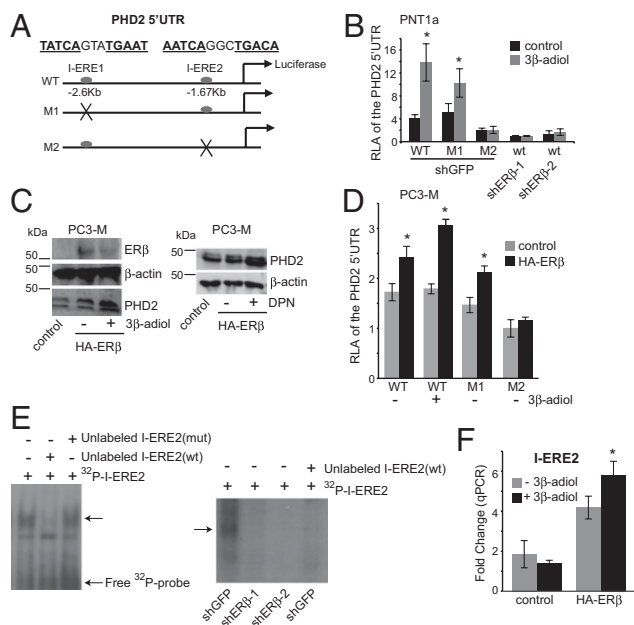 A
PHD2 5'UTR
TATCAGTATGAAT AATCAGGCTGACA
I-ERE1 I-ERE2
Luciferase
WT
-2.6Kb -1.67Kb
M1
M2
B
PNT1a
control
3β-adiol
RLA of the PHD2 5'UTR
16
12
8
4
0
* *
WT M1 M2 wt wt
shGFP shERβ-1 shERβ-2
C
kDa PC3-M
50 ERβ
50 β-actin
PHD2
control - + 3β-adiol
HA-ERβ
kDa PC3-M
50 PHD2
50 β-actin
control - + DPN
HA-ERβ
D
PC3-M
control
HA-ERβ
RLA of the PHD2 5'UTR
3
2
1
0
* * *
WT WT M1 M2
- + - - 3β-adiol
E
- - + Unlabeled I-ERE2(mut)
- + - Unlabeled I-ERE2(wt)
+ + + 32P-I-ERE2
Free 32P-probe
- - - + Unlabeled I-ERE2(wt)
+ + + + 32P-I-ERE2
shGFP shERβ-1 shERβ-2 shGFP
F
I-ERE2
- 3β-adiol
+ 3β-adiol
*
Fold Change (qPCR)
6
4
2
0
control HA-ERβ